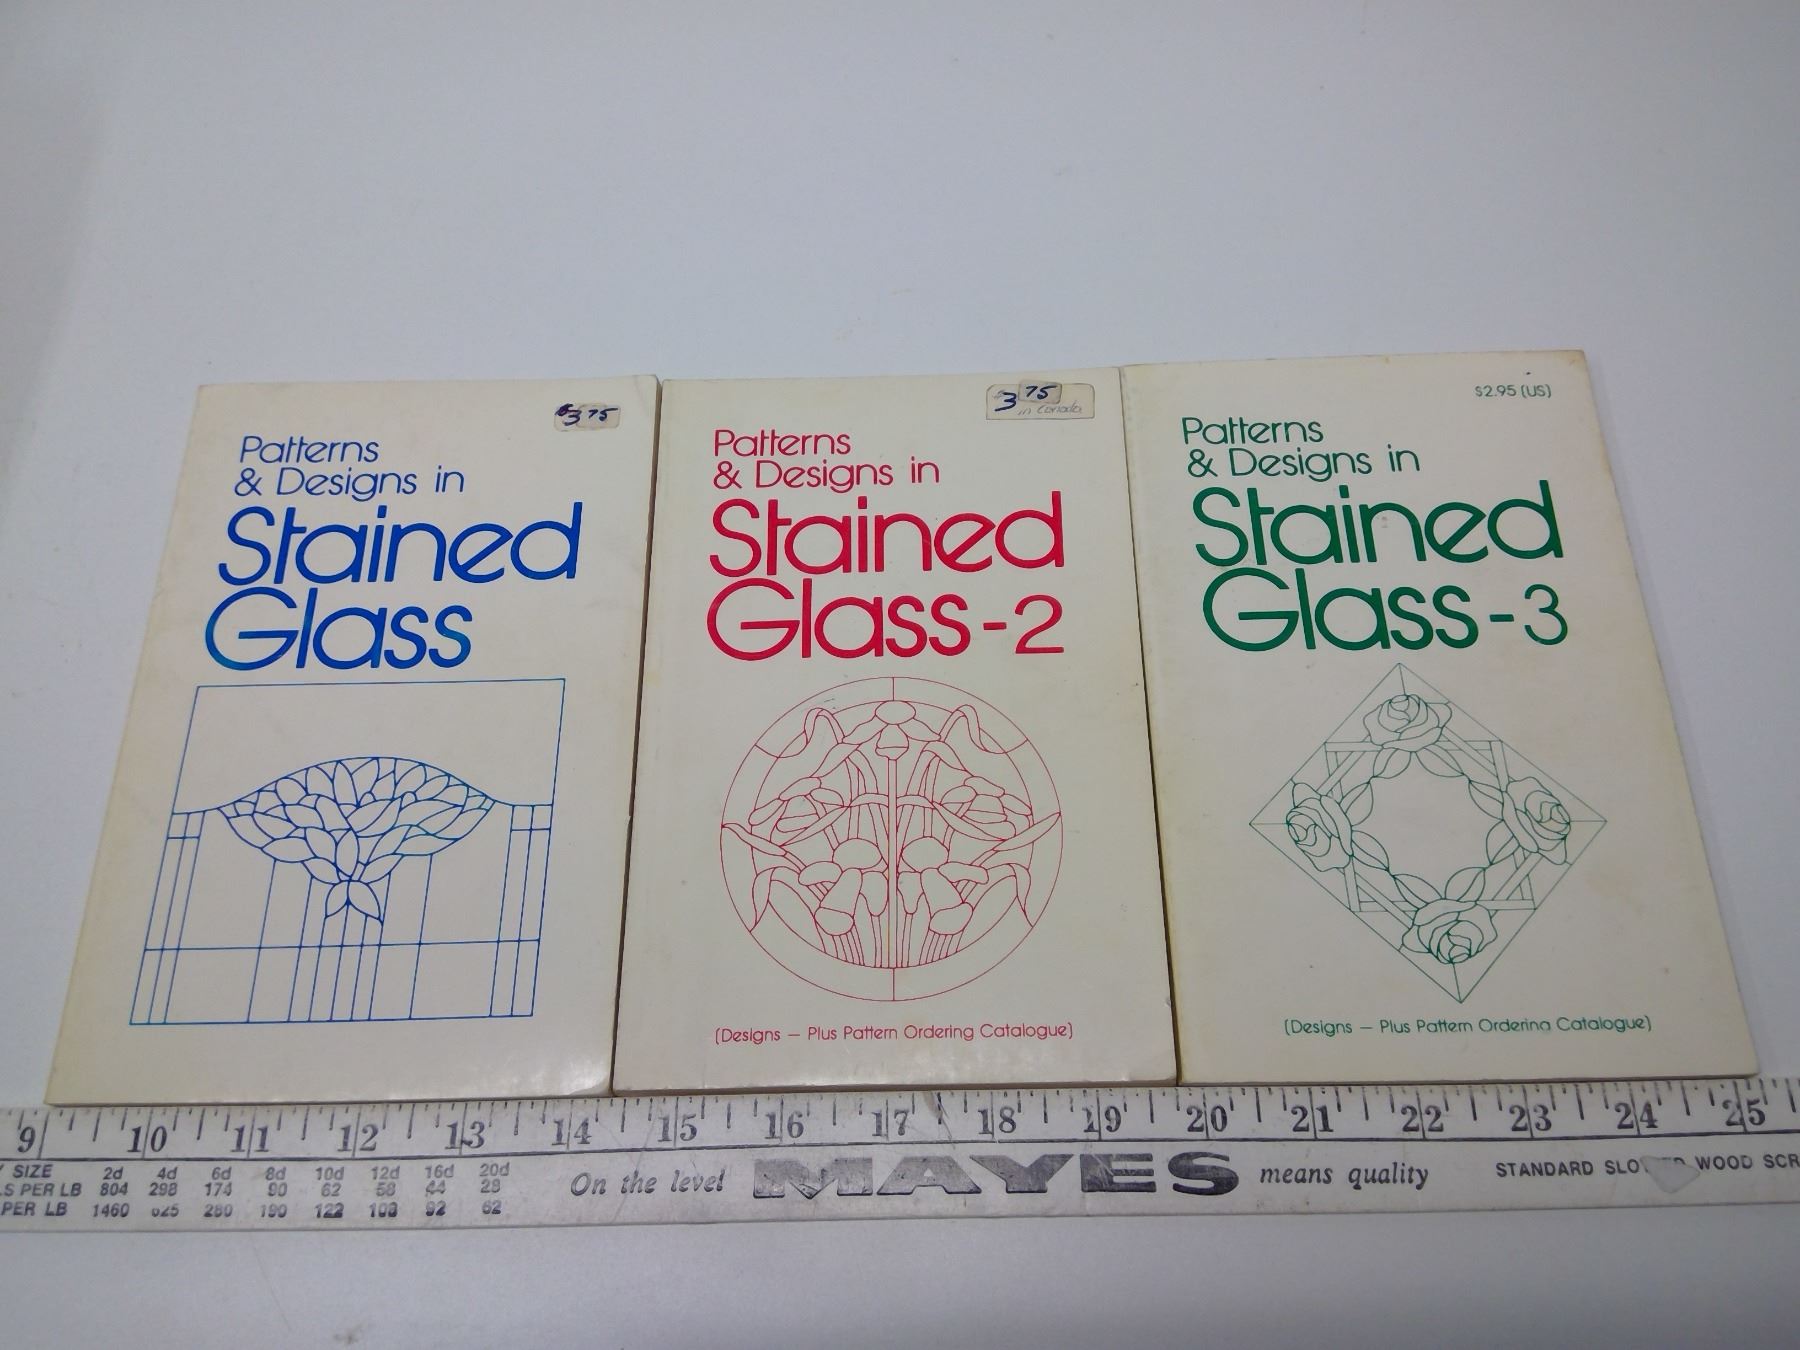 $3 75
Patterns
& Designs in
Stained
Glass
$3 75
in Canada
Patterns
& Designs in
Stained
Glass-2
(Designs — Plus Pattern Ordering Catalogue)
$2.95 (US)
Patterns
& Designs in
Stained
Glass-3
(Designs — Plus Pattern Ordering Catalogue)
9 10 11 12 13 14 15 16 17 18 19 20 21 22 23 24 25
SIZE 2d 4d 6d 8d 10d 12d 16d 20d
PER LB 804 298 174 90 62 58 44 28
PER LB 1460 625 280 190 122 108 92 62
On the level MAYES means quality
STANDARD WOOD